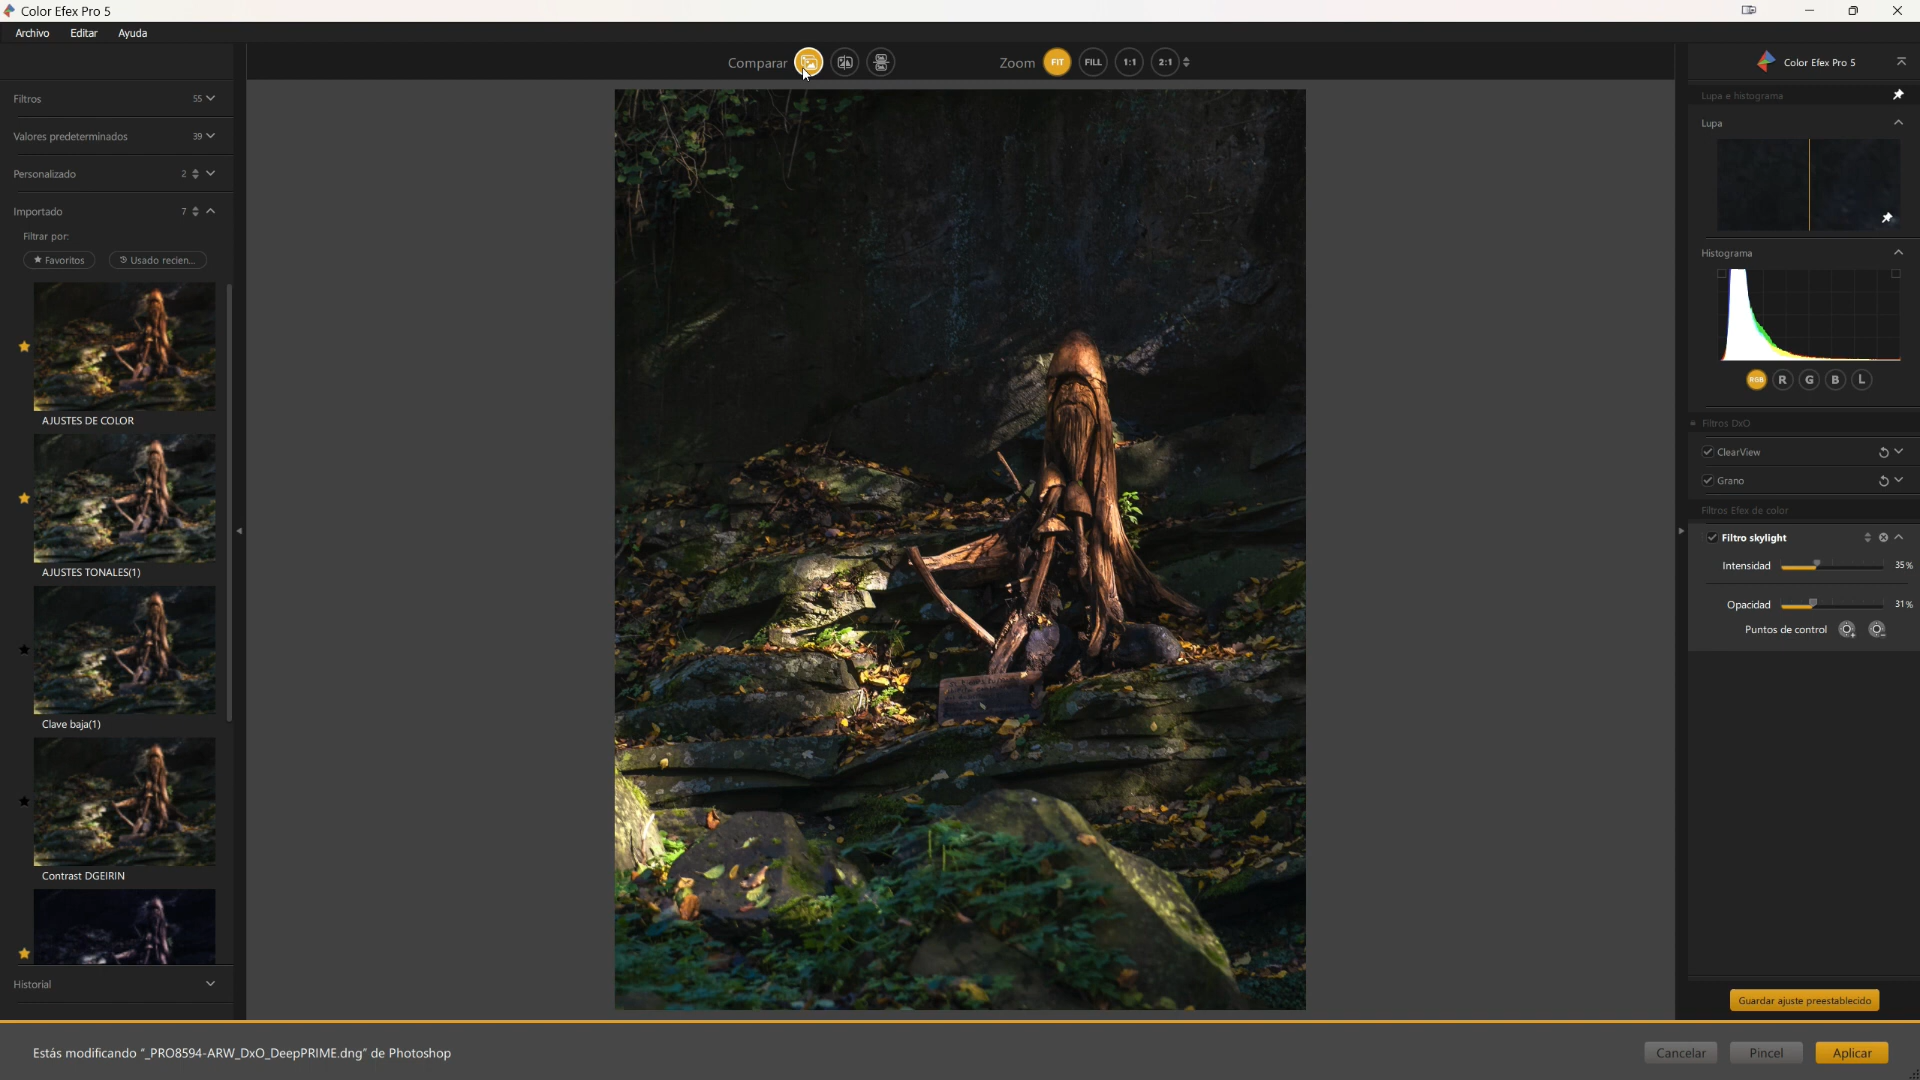 Color Efex Pro 5
Archivo Editar Ayuda
Comparar
Zoom FIT FILL 1:1 2:1
Color Efex Pro 5
Filtros 55
Valores predeterminados 39
Personalizado 2
Importado 7
Filtrar por:
Favoritos Usado recien...
AJUSTES DE COLOR
AJUSTES TONALES(1)
Clave baja(1)
Contrast DGEIRIN
Historial
Lupa e histograma
Lupa
Histograma
RGB R G B L
Filtros DxO
ClearView
Grano
Filtros Efex de color
Filtro skylight
Intensidad 35%
Opacidad 31%
Puntos de control
Guardar ajuste preestablecido
Estás modificando "_PRO8594-ARW_DxO_DeepPRIME.dng" de Photoshop
Cancelar Pincel Aplicar